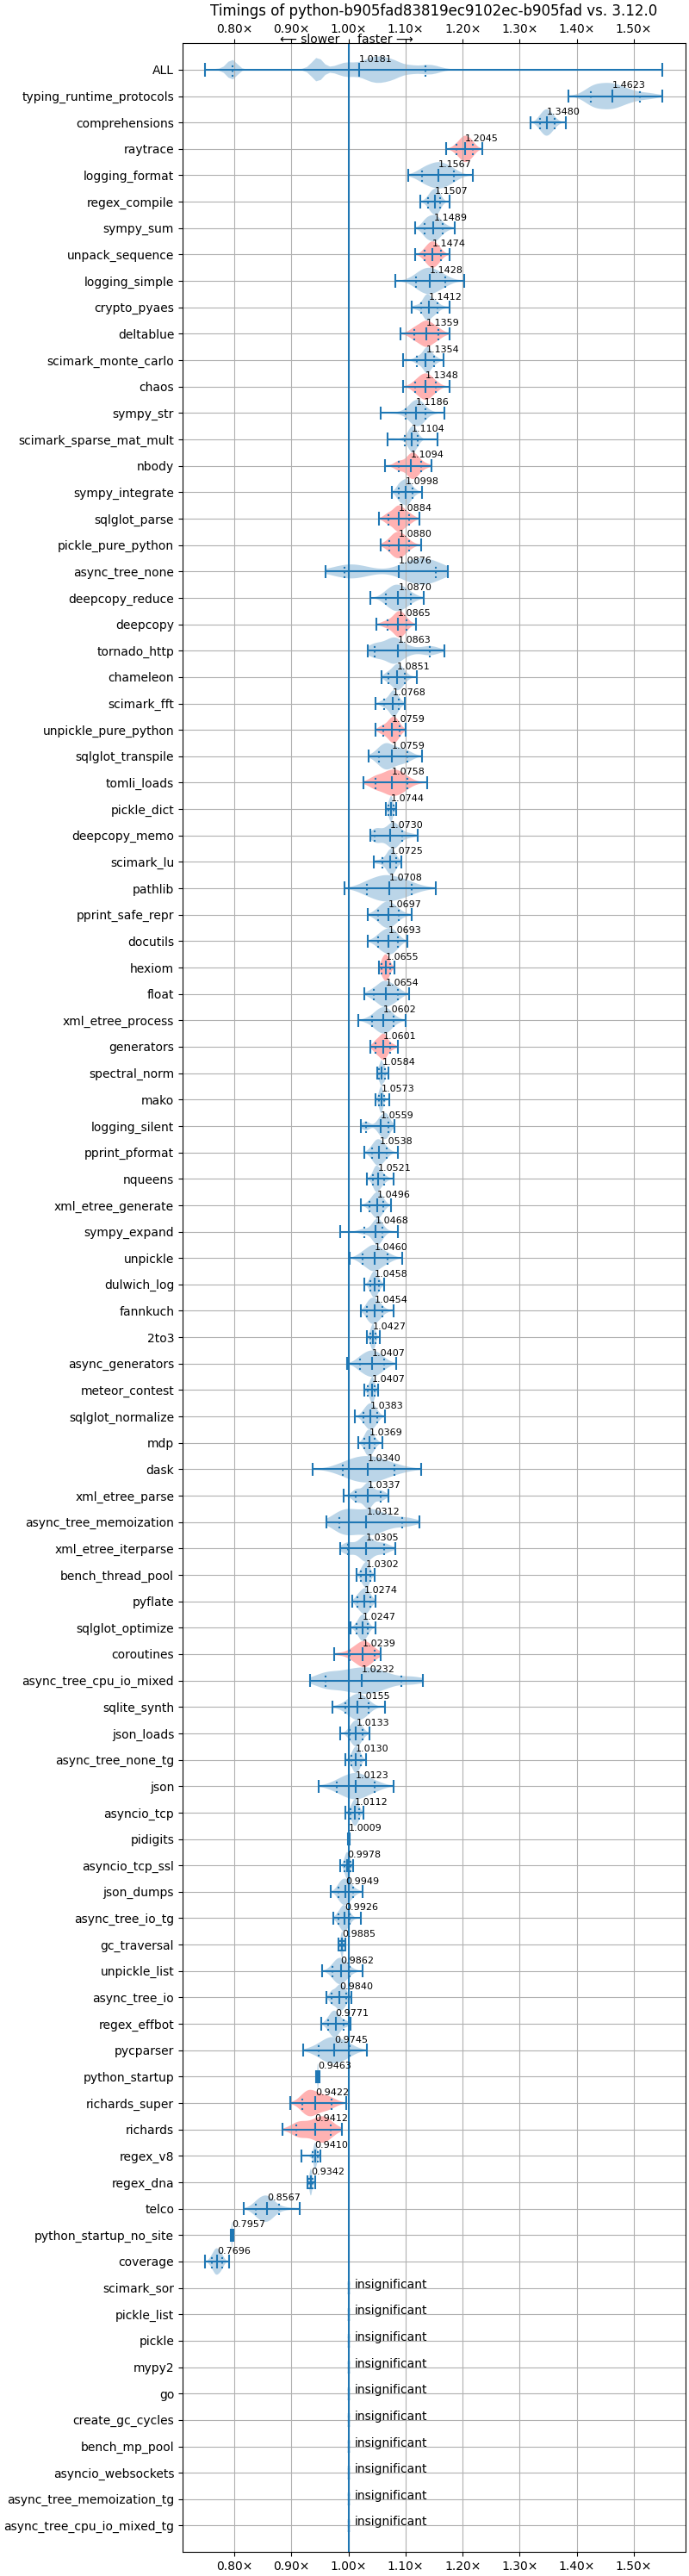 Timings of python-b905fad83819ec9102ec-b905fad vs. 3.12.0
0.80× 0.90× 1.00× 1.10× 1.20× 1.30× 1.40× 1.50×
⟵ slower faster ⟶
ALL 1.0181
typing_runtime_protocols 1.4623
comprehensions 1.3480
raytrace 1.2045
logging_format 1.1567
regex_compile 1.1507
sympy_sum 1.1489
unpack_sequence 1.1474
logging_simple 1.1428
crypto_pyaes 1.1412
deltablue 1.1359
scimark_monte_carlo 1.1354
chaos 1.1348
sympy_str 1.1186
scimark_sparse_mat_mult 1.1104
nbody 1.1094
sympy_integrate 1.0998
sqlglot_parse 1.0884
pickle_pure_python 1.0880
async_tree_none 1.0876
deepcopy_reduce 1.0870
deepcopy 1.0865
tornado_http 1.0863
chameleon 1.0851
scimark_fft 1.0768
unpickle_pure_python 1.0759
sqlglot_transpile 1.0759
tomli_loads 1.0758
pickle_dict 1.0744
deepcopy_memo 1.0730
scimark_lu 1.0725
pathlib 1.0708
pprint_safe_repr 1.0697
docutils 1.0693
hexiom 1.0655
float 1.0654
xml_etree_process 1.0602
generators 1.0601
spectral_norm 1.0584
mako 1.0573
logging_silent 1.0559
pprint_pformat 1.0538
nqueens 1.0521
xml_etree_generate 1.0496
sympy_expand 1.0468
unpickle 1.0460
dulwich_log 1.0458
fannkuch 1.0454
2to3 1.0427
async_generators 1.0407
meteor_contest 1.0407
sqlglot_normalize 1.0383
mdp 1.0369
dask 1.0340
xml_etree_parse 1.0337
async_tree_memoization 1.0312
xml_etree_iterparse 1.0305
bench_thread_pool 1.0302
pyflate 1.0274
sqlglot_optimize 1.0247
coroutines 1.0239
async_tree_cpu_io_mixed 1.0232
sqlite_synth 1.0155
json_loads 1.0133
async_tree_none_tg 1.0130
json 1.0123
asyncio_tcp 1.0112
pidigits 1.0009
asyncio_tcp_ssl 0.9978
json_dumps 0.9949
async_tree_io_tg 0.9926
gc_traversal 0.9885
unpickle_list 0.9862
async_tree_io 0.9840
regex_effbot 0.9771
pycparser 0.9745
python_startup 0.9463
richards_super 0.9422
richards 0.9412
regex_v8 0.9410
regex_dna 0.9342
telco 0.8567
python_startup_no_site 0.7957
coverage 0.7696
scimark_sor insignificant
pickle_list insignificant
pickle insignificant
mypy2 insignificant
go insignificant
create_gc_cycles insignificant
bench_mp_pool insignificant
asyncio_websockets insignificant
async_tree_memoization_tg insignificant
async_tree_cpu_io_mixed_tg insignificant
0.80× 0.90× 1.00× 1.10× 1.20× 1.30× 1.40× 1.50×